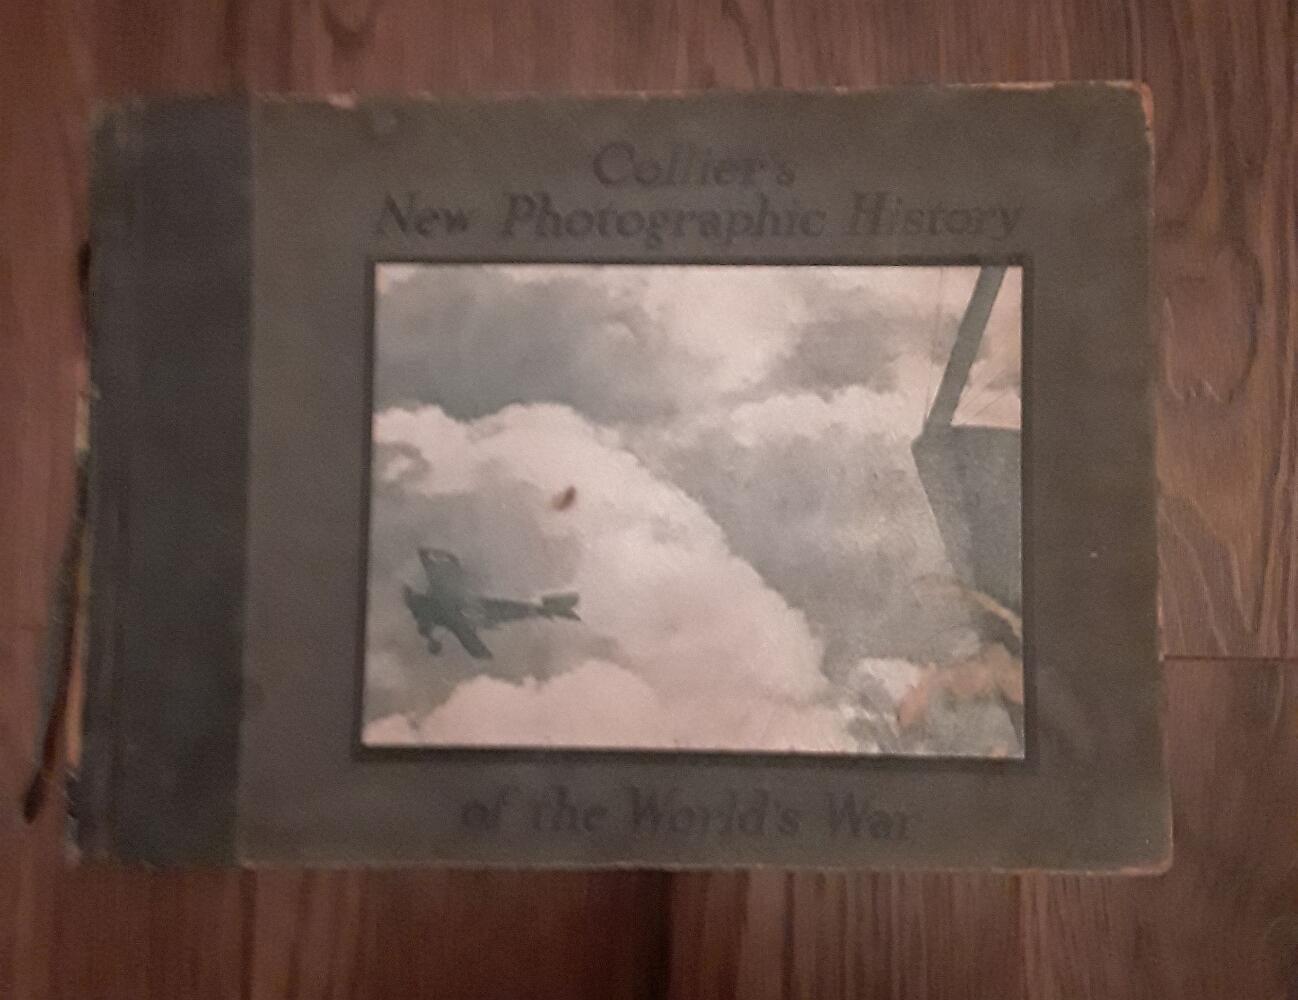 Collier's
New Photographic History
of the World's War